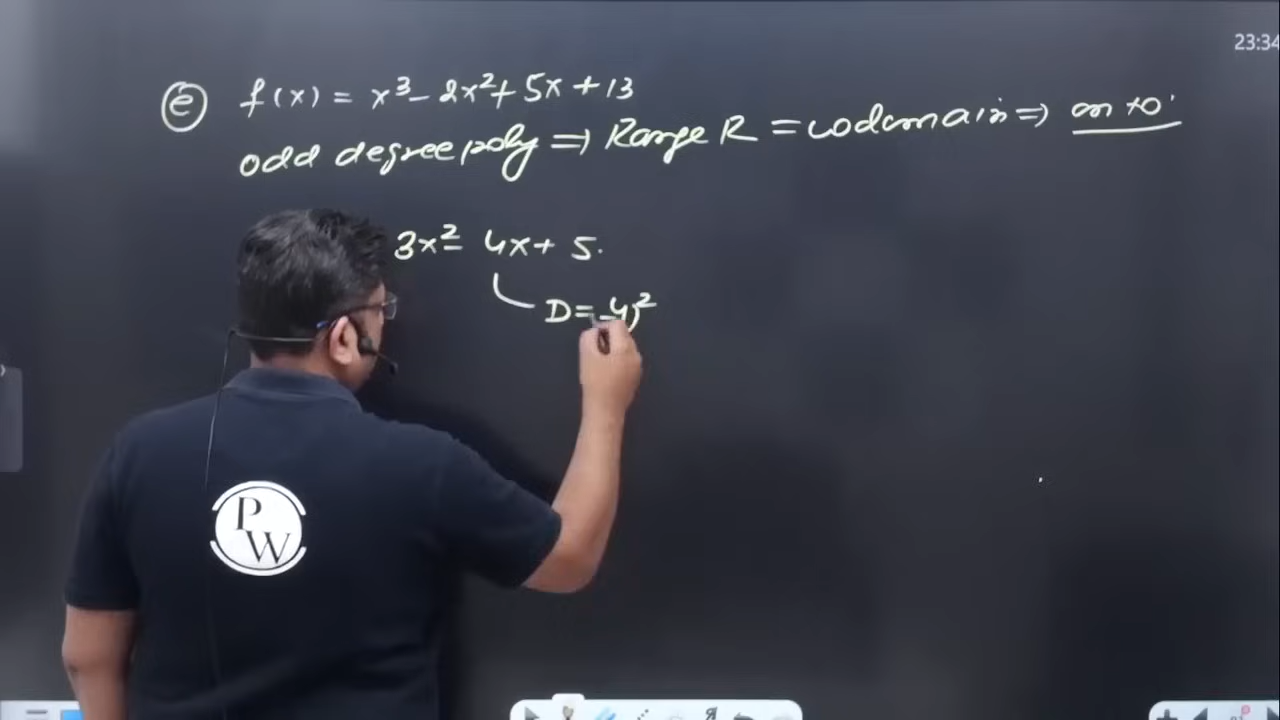 23:34
ⓔ f(x) = x³ - 2x² + 5x + 13
odd degree poly ⇒ Range R = codomain ⇒ onto
3x² - 4x + 5.
D = -4)²
PW